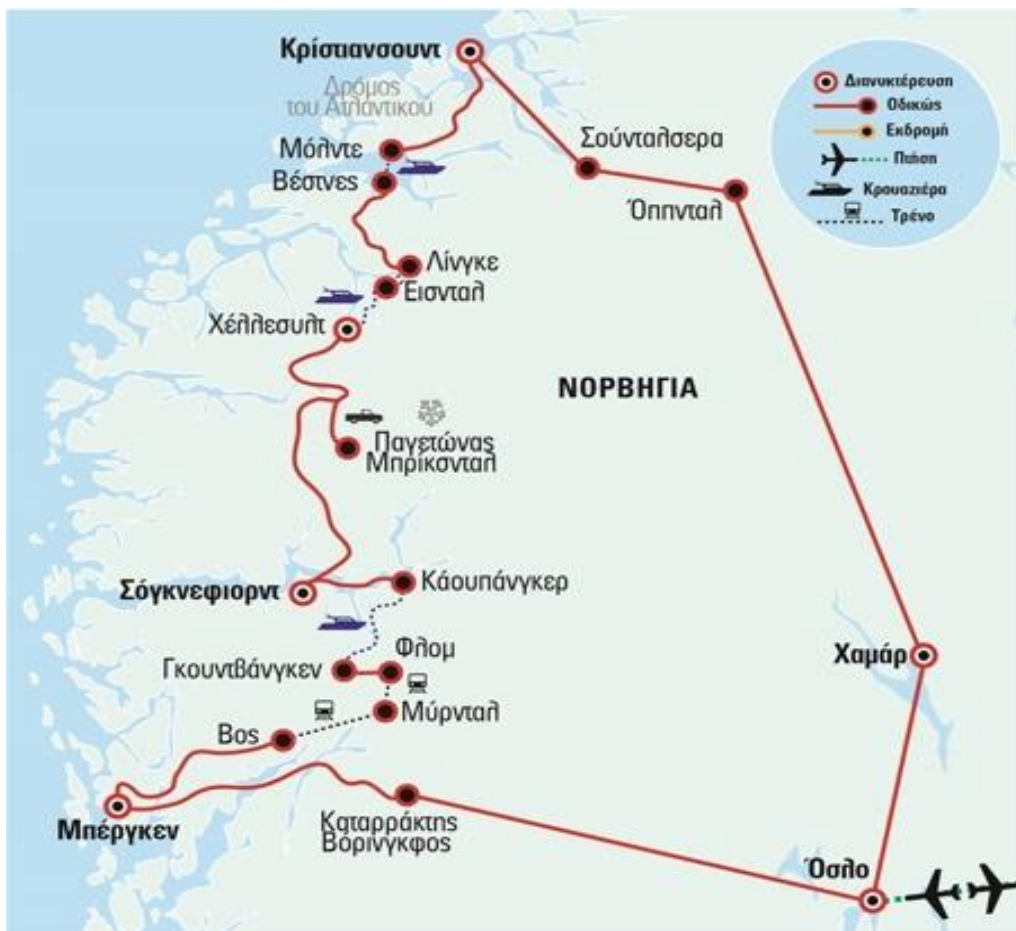 Κρίστιανσουντ
Δρόμος
του Ατλαντικού
Μόλντε
Βέστνες
Σούνταλσερα
Όππνταλ
Διανυκτέρευση
Οδικώς
Εκδρομή
Πτήση
Κρουαζιέρα
Τρένο
Λίνγκε
Έισνταλ
Χέλλεσυλτ
ΝΟΡΒΗΓΙΑ
Παγετώνας
Μπρίκσνταλ
Σόγκνεφιορντ
Κάουπάνγκερ
Γκουντβάνγκεν
Φλομ
Χαμάρ
Μύρνταλ
Βος
Μπέργκεν
Καταρράκτης
Βορινγκφος
Όσλο